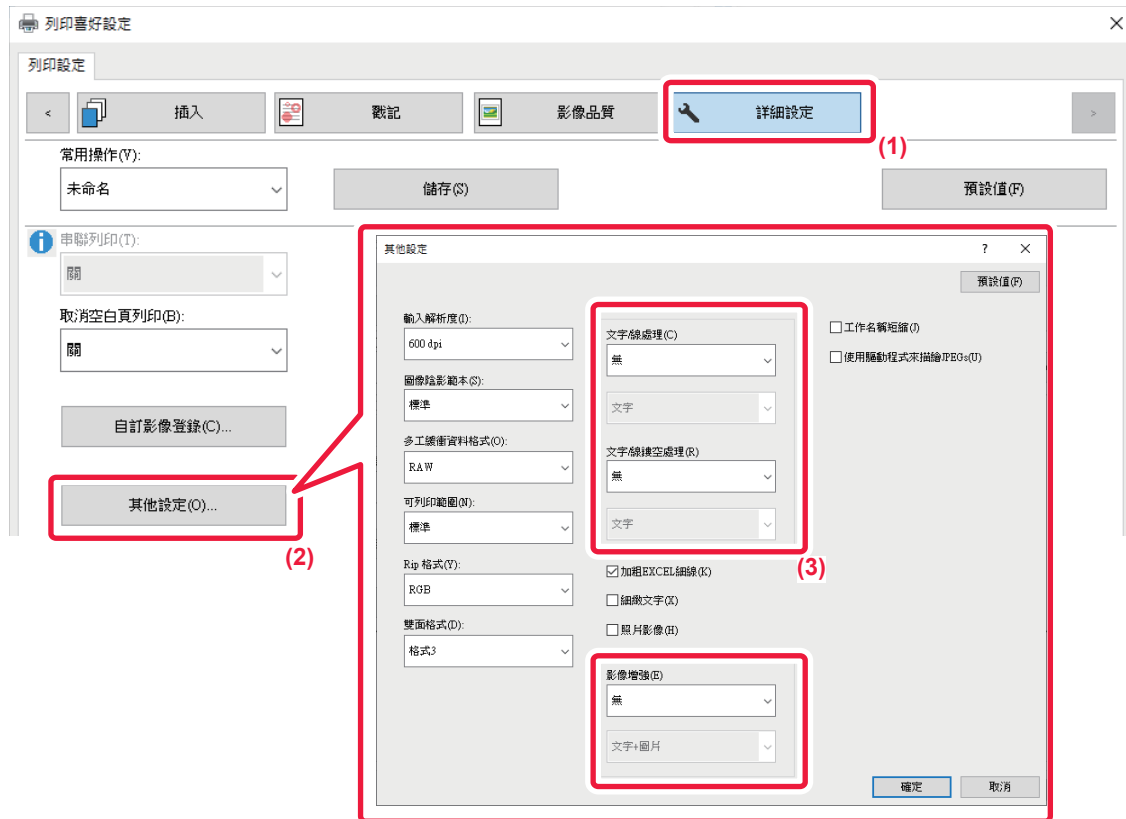 列印喜好設定
列印設定
插入
戳記
影像品質
詳細設定
(1)
常用操作(V):
未命名
儲存(S)
預設值(F)
串聯列印(T):
關
取消空白頁列印(B):
關
自訂影像登錄(C)...
其他設定(O)...
(2)
其他設定
?
預設值(F)
輸入解析度(I):
600 dpi
圖像陰影範本(S):
標準
多工緩衝資料格式(O):
RAW
可列印範圍(N):
標準
Rip 格式(Y):
RGB
雙面格式(D):
格式3
文字/線處理(C)
無
文字
文字/線鏤空處理(R)
無
文字
(3)
加粗EXCEL細線(K)
細緻文字(X)
照片影像(H)
影像增強(E)
無
文字+圖片
工作名稱短縮(J)
使用驅動程式來描繪JPEGs(U)
確定
取消